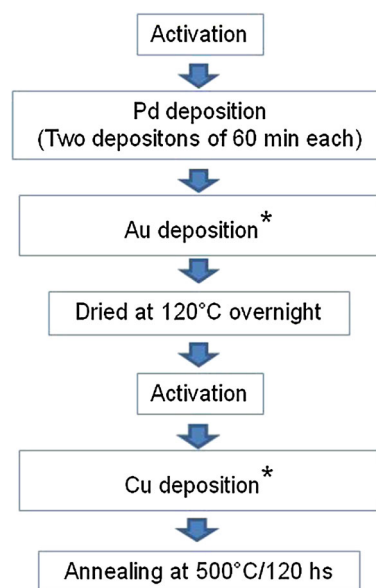 Activation
Pd deposition
(Two depositons of 60 min each)
Au deposition*
Dried at 120°C overnight
Activation
Cu deposition*
Annealing at 500°C/120 hs